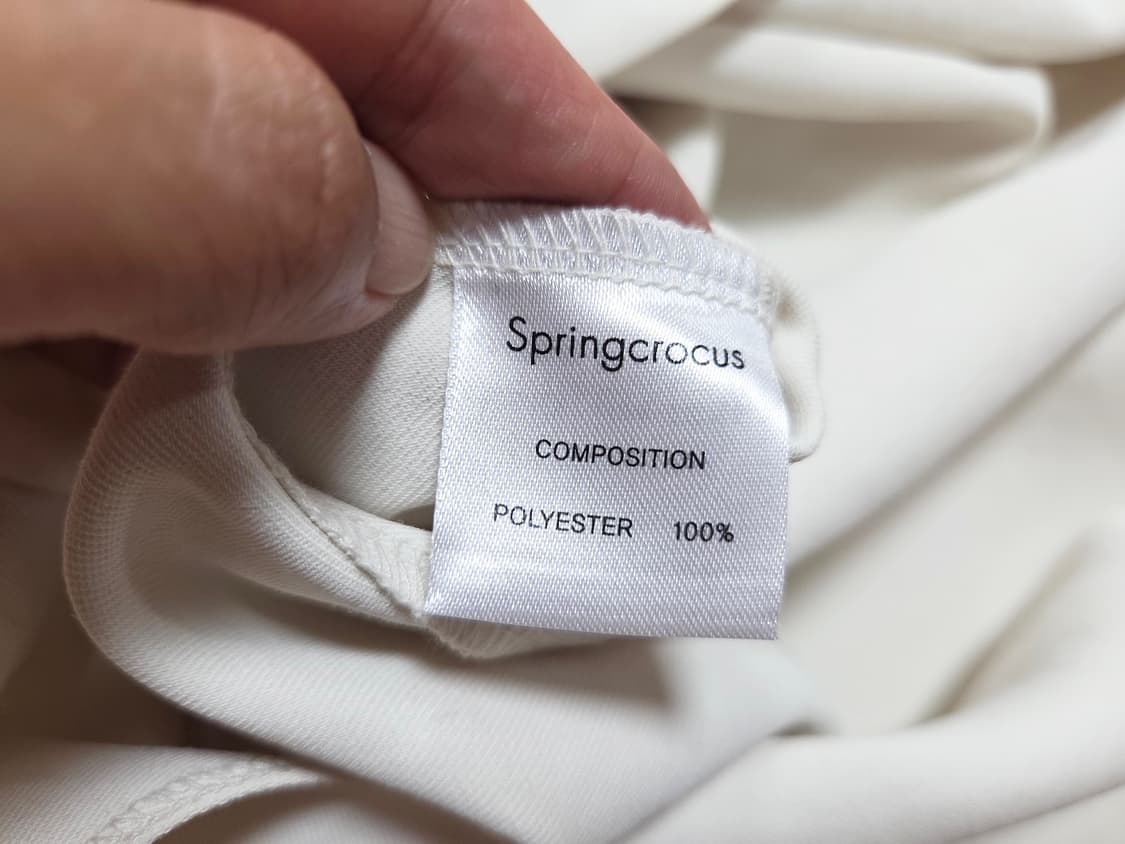 Springcrocus
COMPOSITION
POLYESTER 100%